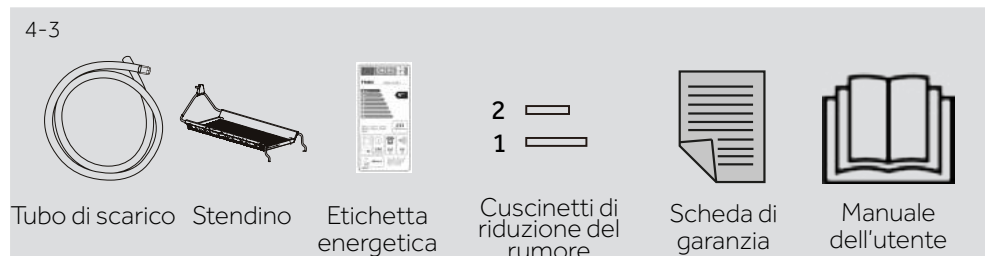 4-3
2
1
Tubo di scarico
Stendino
Etichetta
energetica
Cuscinetti di
riduzione del
rumore
Scheda di
garanzia
Manuale
dell'utente